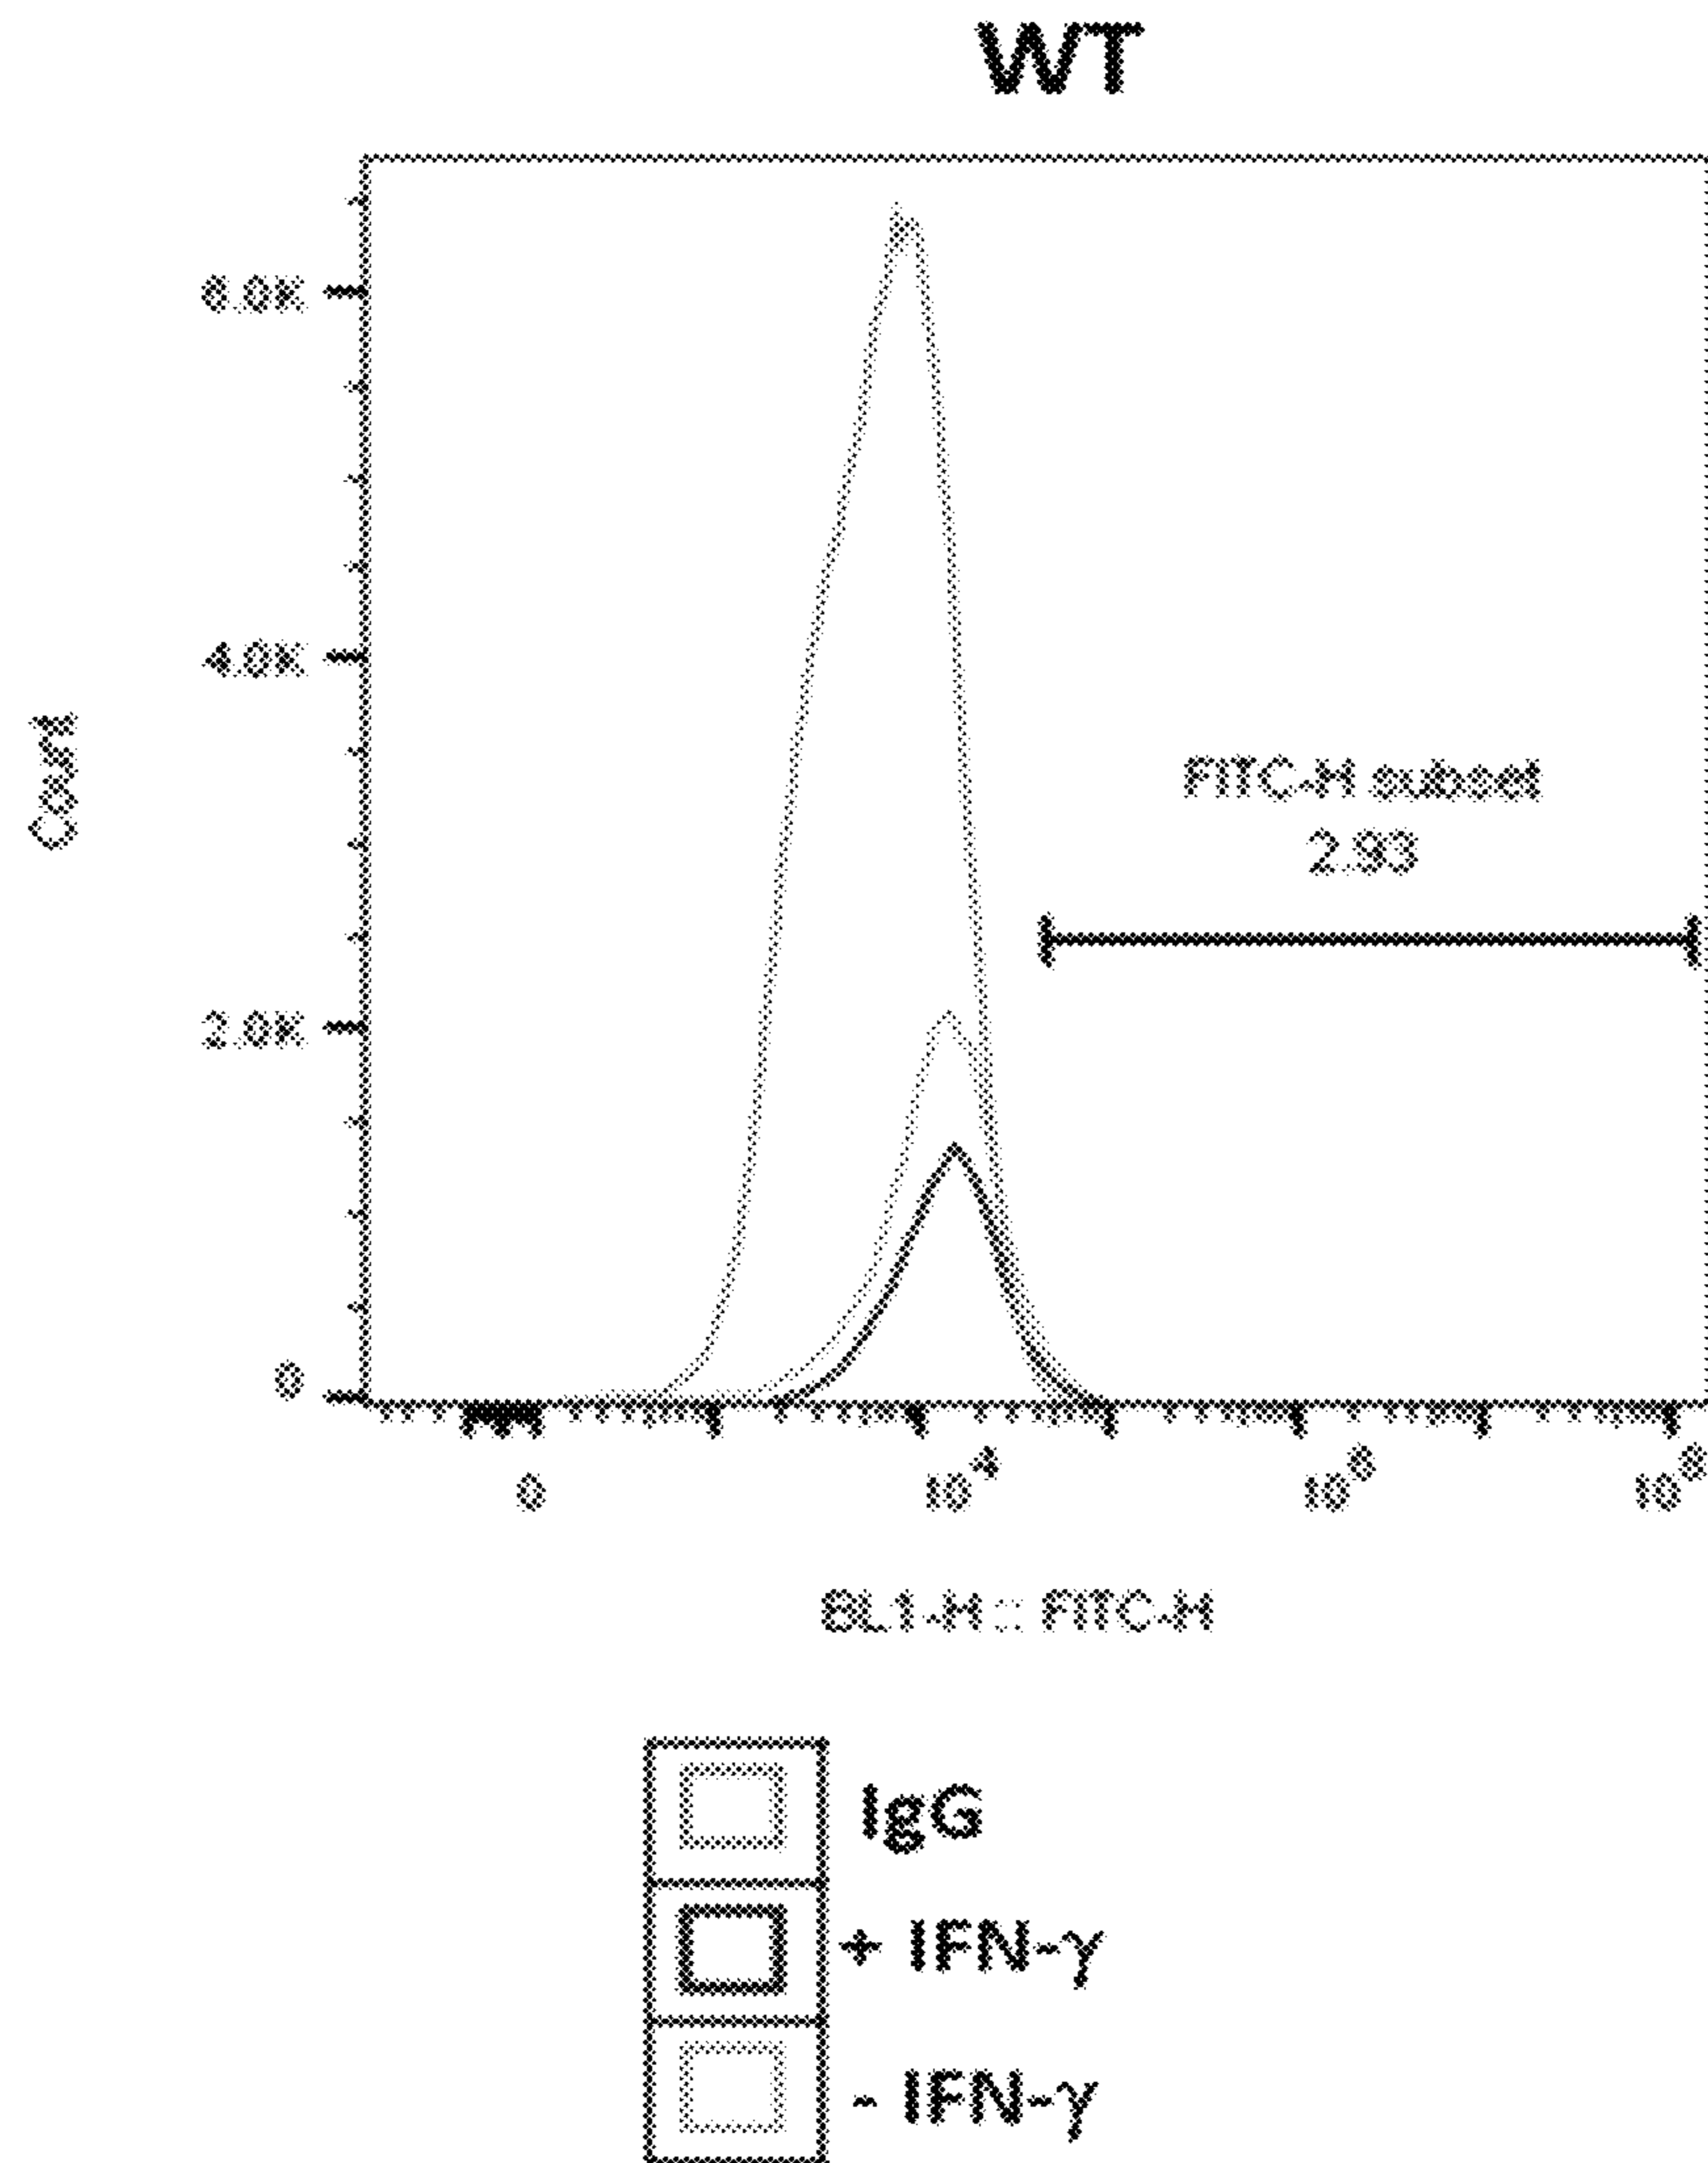 WT
6.0K
4.0K
2.0K
0
Count
FITC-H subset
2.93
0
10^4
10^6
10^8
BL1-H :: FITC-H
IgG
+ IFN-γ
- IFN-γ